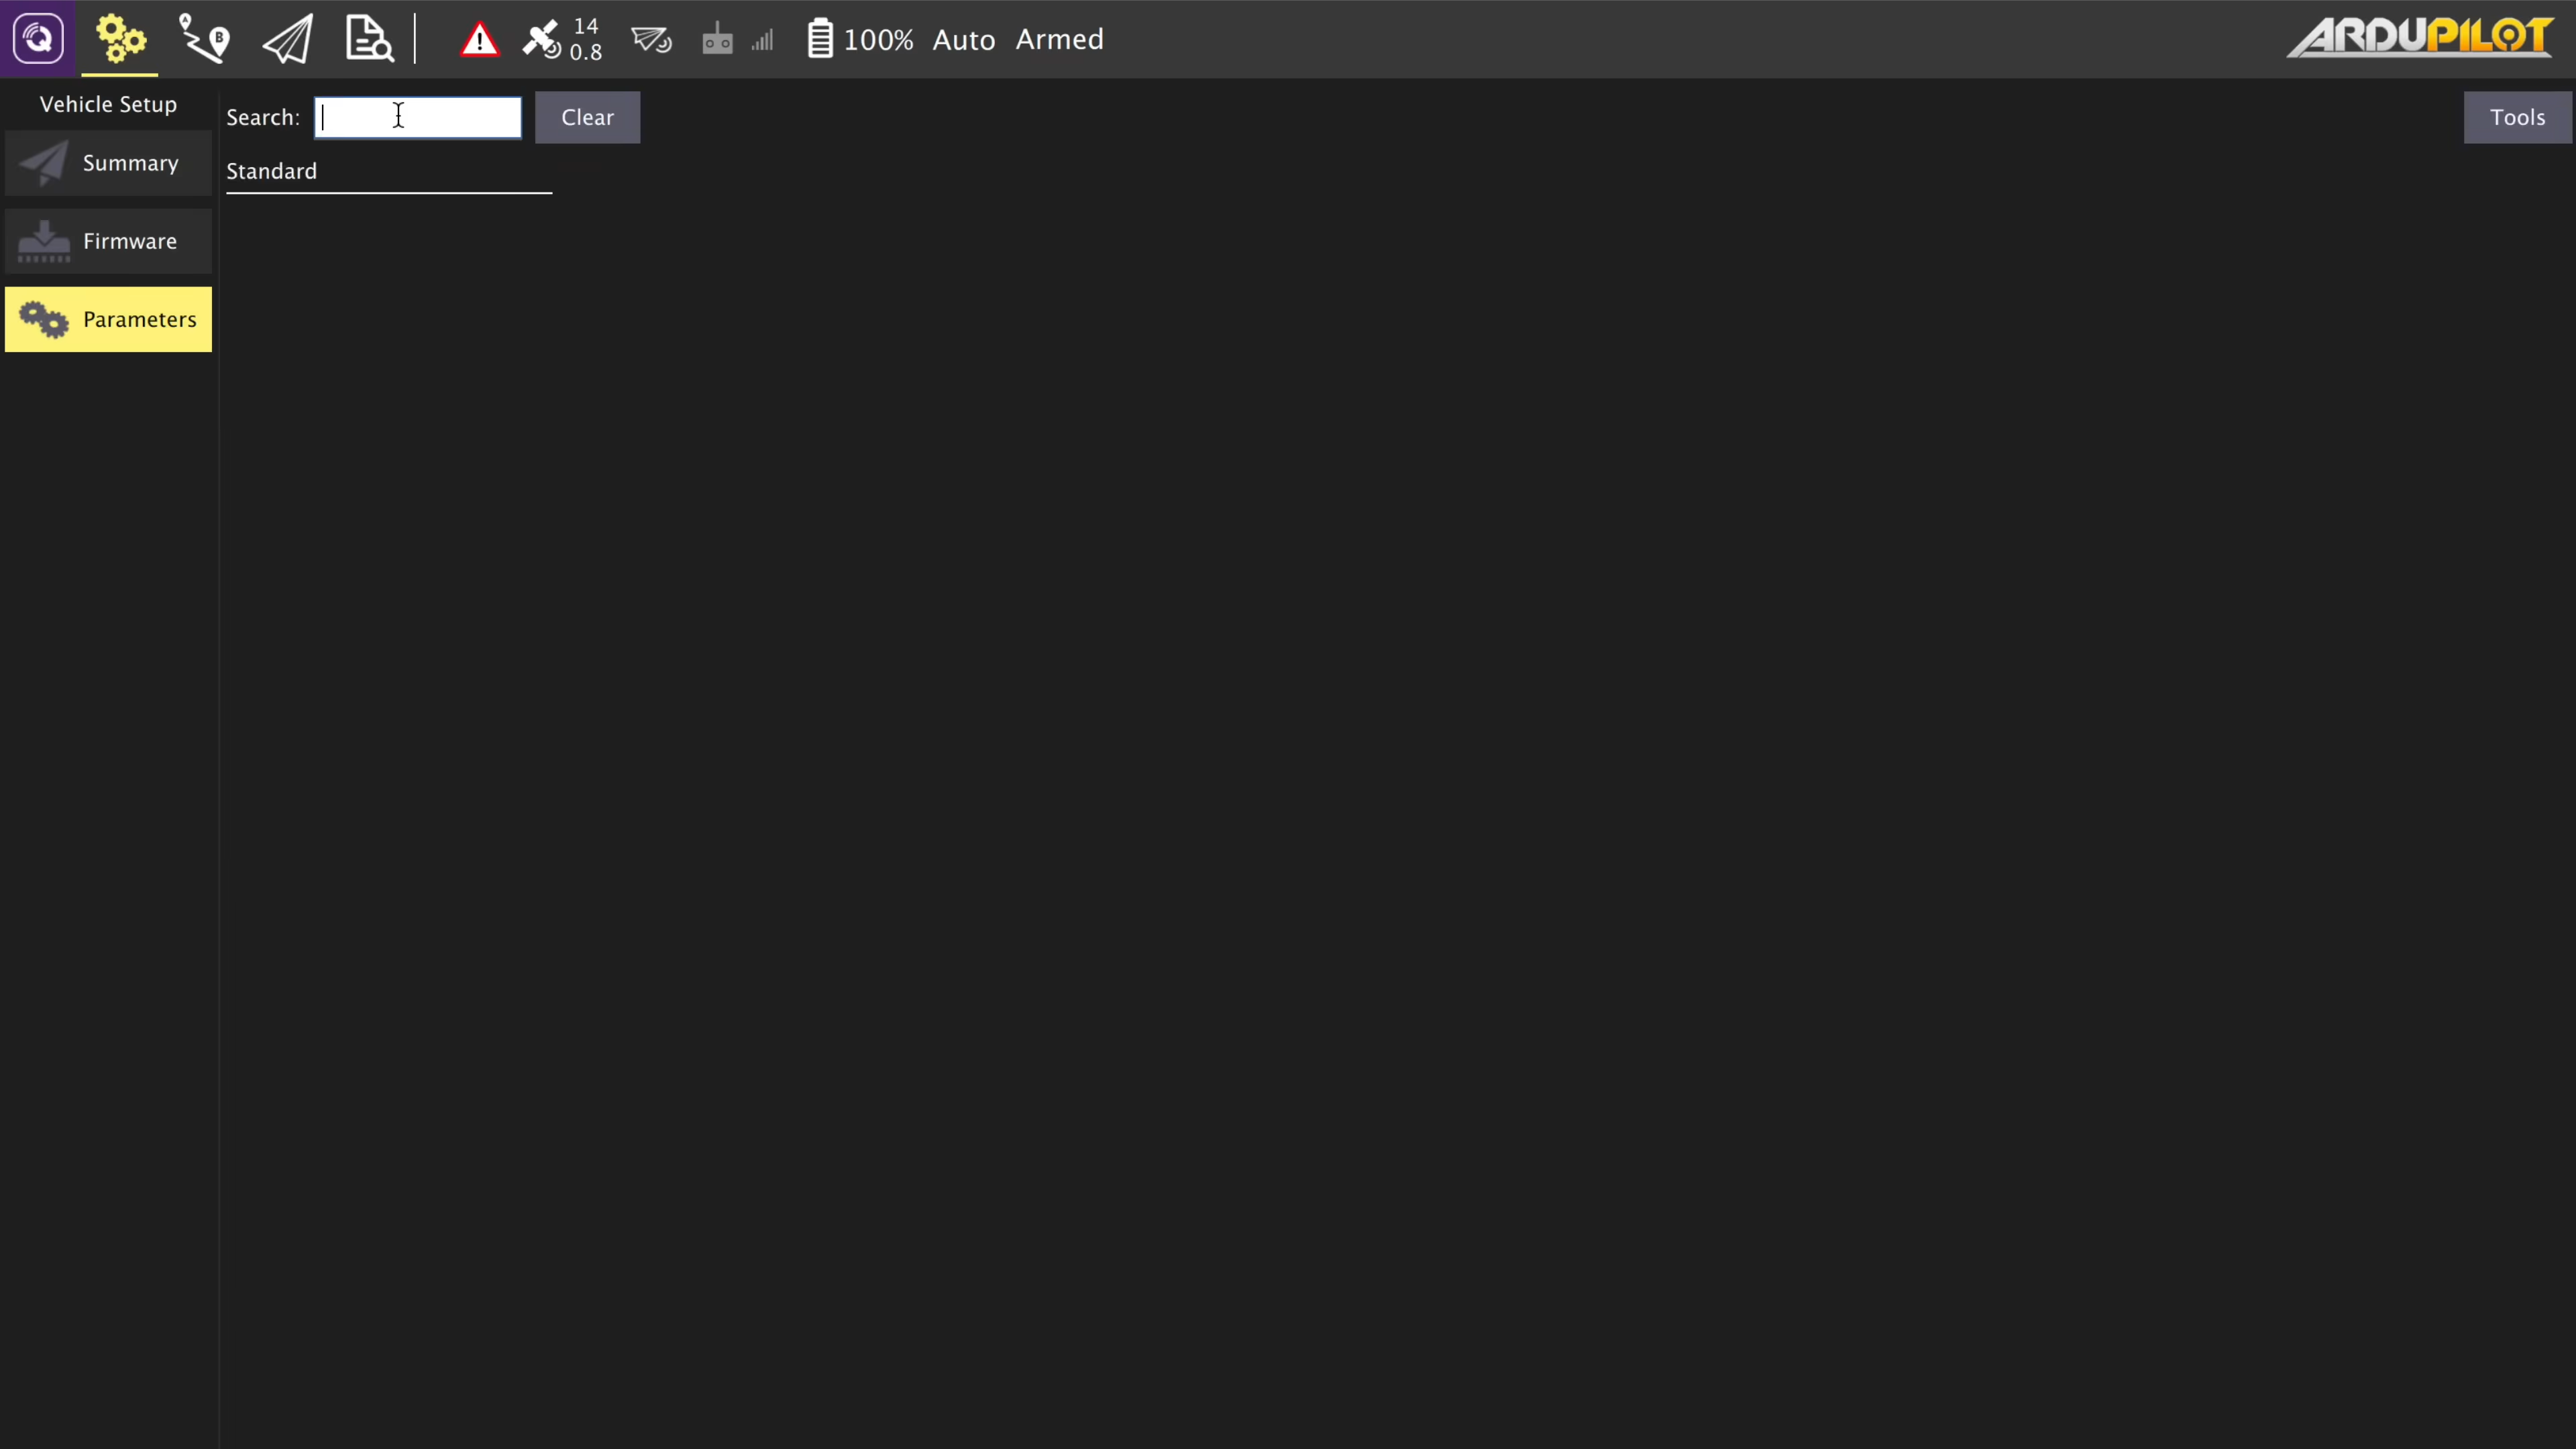 14
0.8
100% Auto Armed
ARDUPILOT
Vehicle Setup
Summary
Firmware
Parameters
Search:
Clear
Tools
Standard